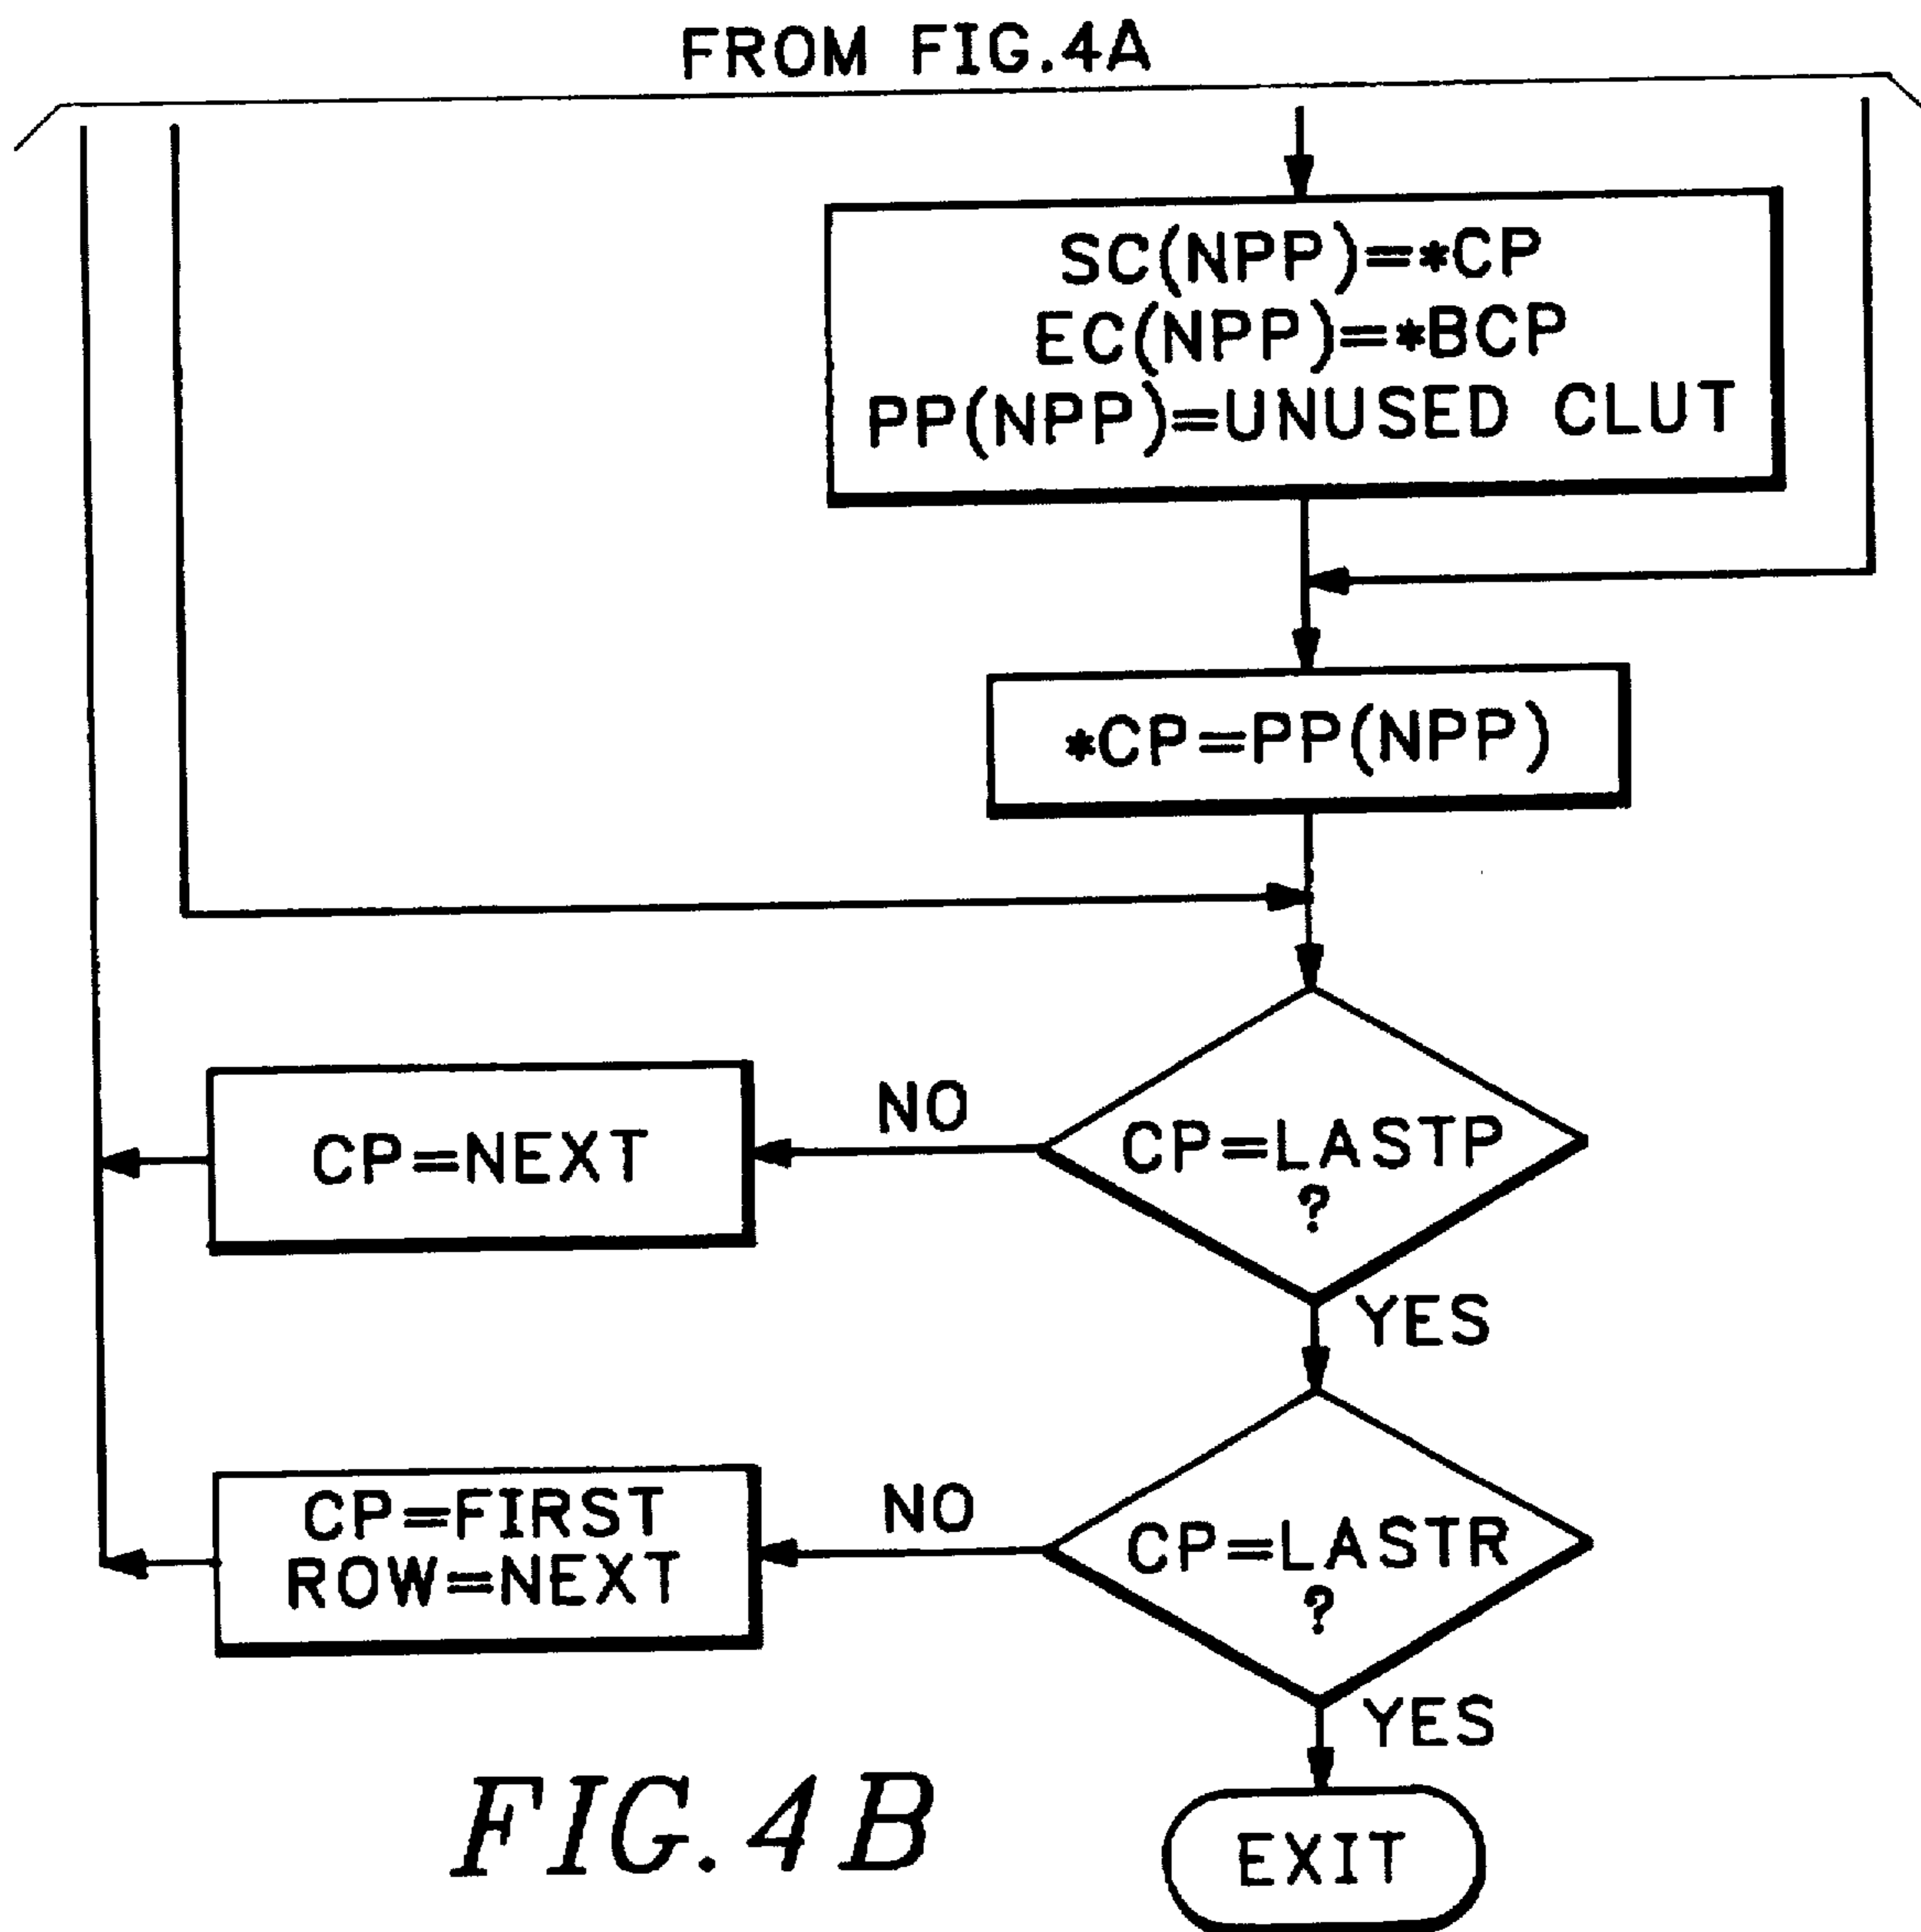 FROM FIG.4A
SC(NPP)=*CP
EC(NPP)=*BCP
PP(NPP)=UNUSED CLUT
*CP=PP(NPP)
CP=LASTP
?
NO
CP=NEXT
YES
CP=LASTR
?
NO
CP=FIRST
ROW=NEXT
YES
EXIT
FIG.4B